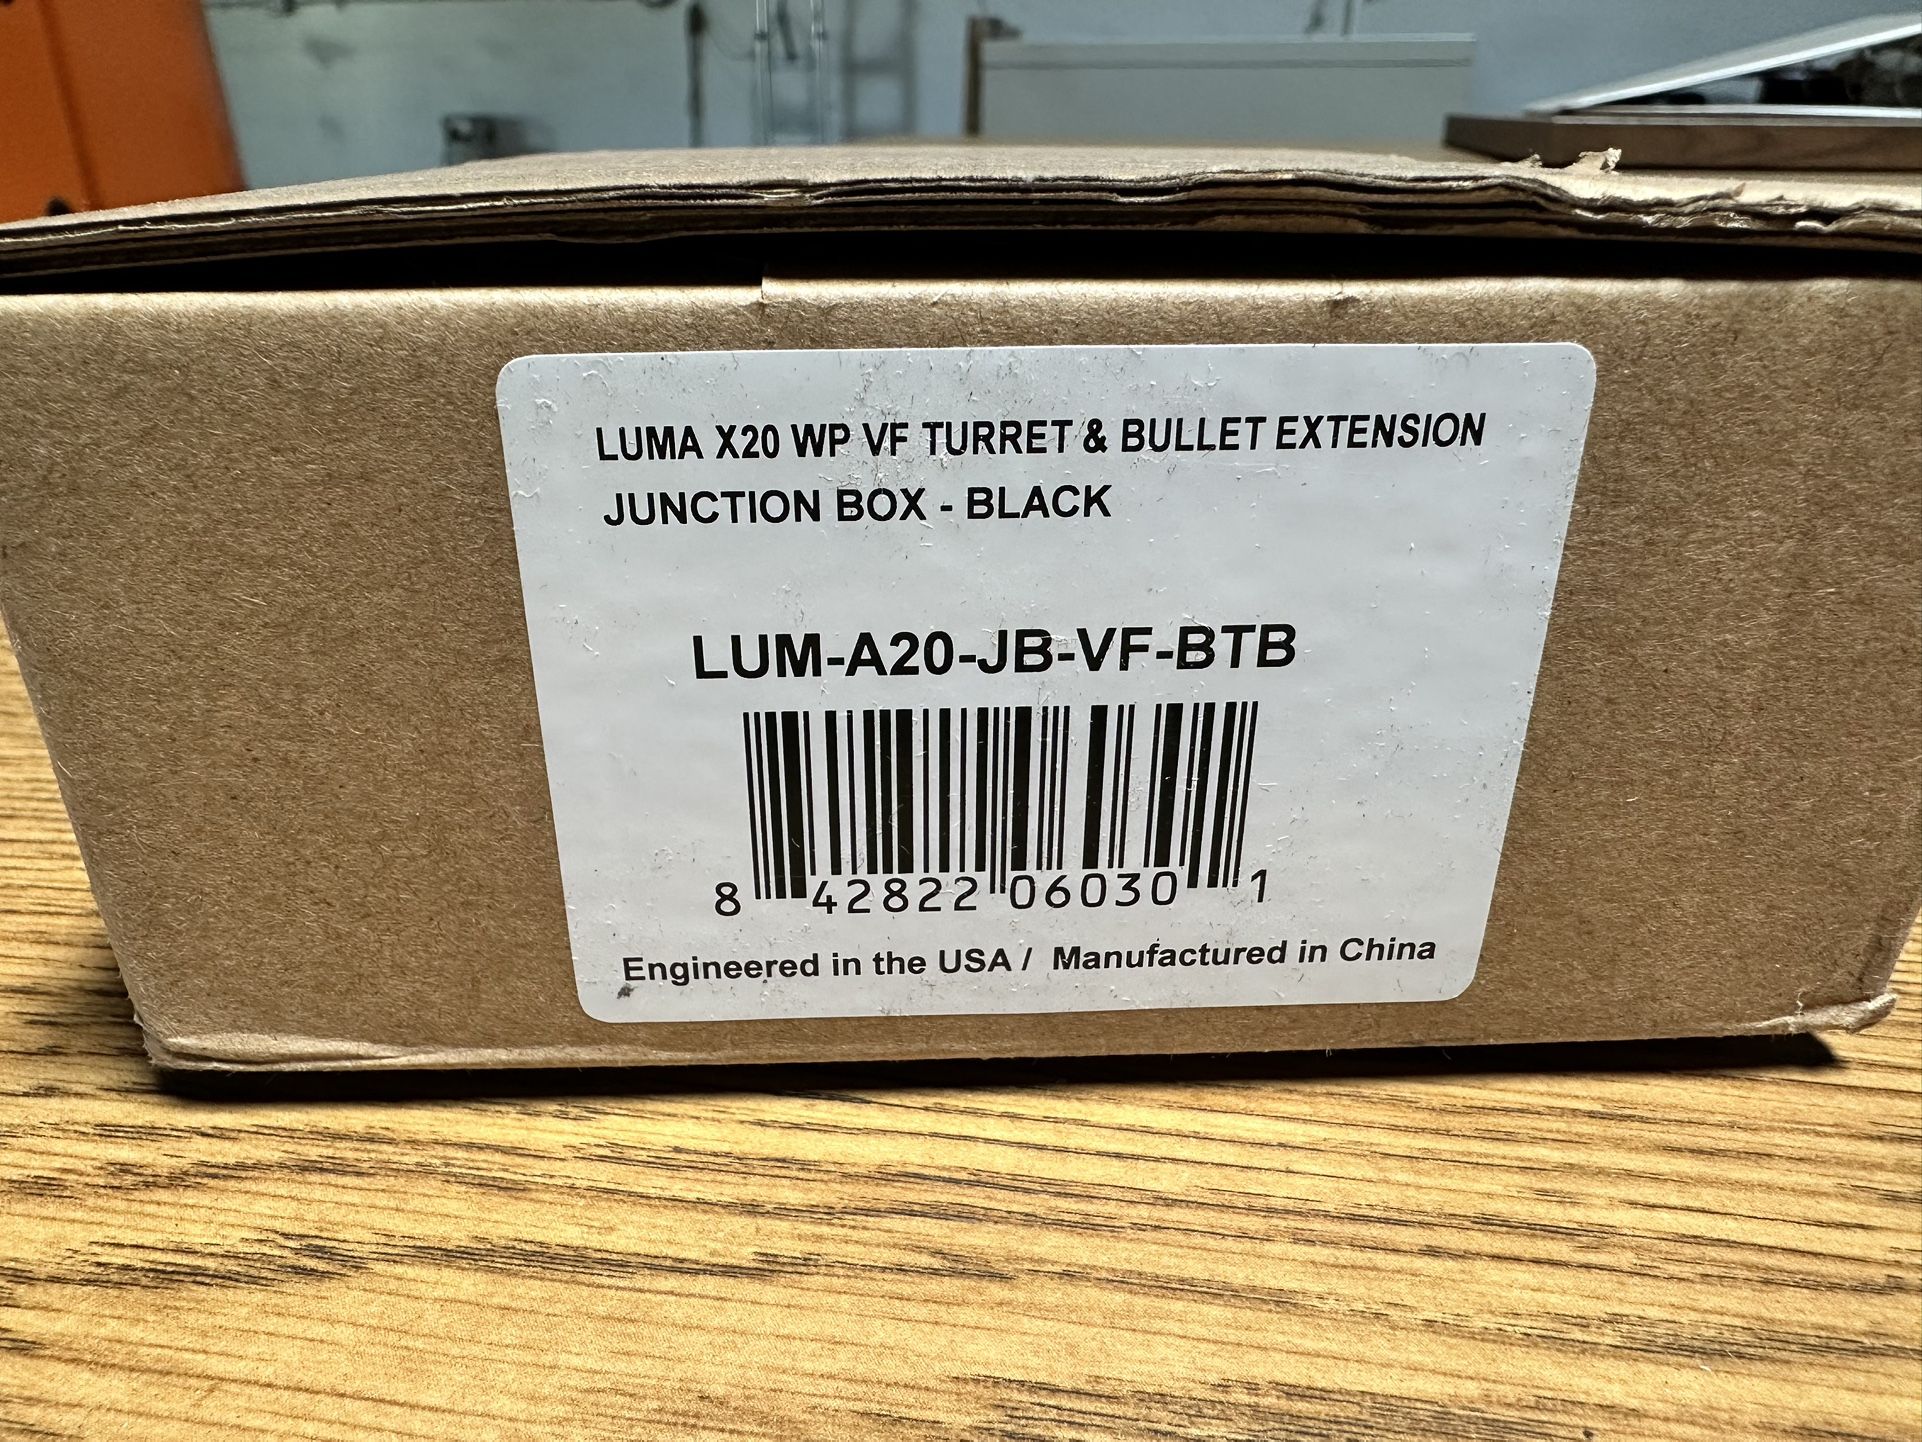 LUMA X20 WP VF TURRET & BULLET EXTENSION
JUNCTION BOX - BLACK
LUM-A20-JB-VF-BTB
8 42822 06030 1
Engineered in the USA / Manufactured in China